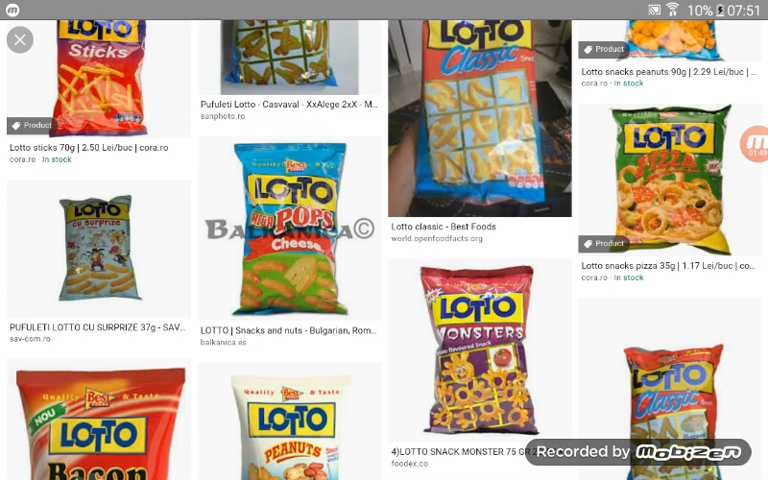 10% 07:51
LOTTO
Sticks
Product
Lotto sticks 70g | 2.50 Lei/buc | cora.ro
cora.ro · In stock
LOTTO
CU SURPRIZE
PUFULETI LOTTO CU SURPRIZE 37g - SAV...
sav-com.ro
Quality Best & Taste
NOU
LOTTO
Bacon
Pufuleti Lotto - Casvaval - XxAlege 2xX - M...
sunphoto.ro
Quality Best
LOTTO
MEGA POPS
Cheese
BALKANICA©
LOTTO | Snacks and nuts - Bulgarian, Rom...
balkanica.es
Quality Best & Taste
LOTTO
PEANUTS
LOTTO
Classic
Lotto classic - Best Foods
world.openfoodfacts.org
LOTTO
MONSTERS
flavoured Snack
4)LOTTO SNACK MONSTER 75 GR 2
foodex.co
Product
Lotto snacks peanuts 90g | 2.29 Lei/buc | ...
cora.ro · In stock
01:49
LOTTO
PIZZA
Product
Lotto snacks pizza 35g | 1.17 Lei/buc | co...
cora.ro · In stock
LOTTO
Classic
Recorded by mobizen